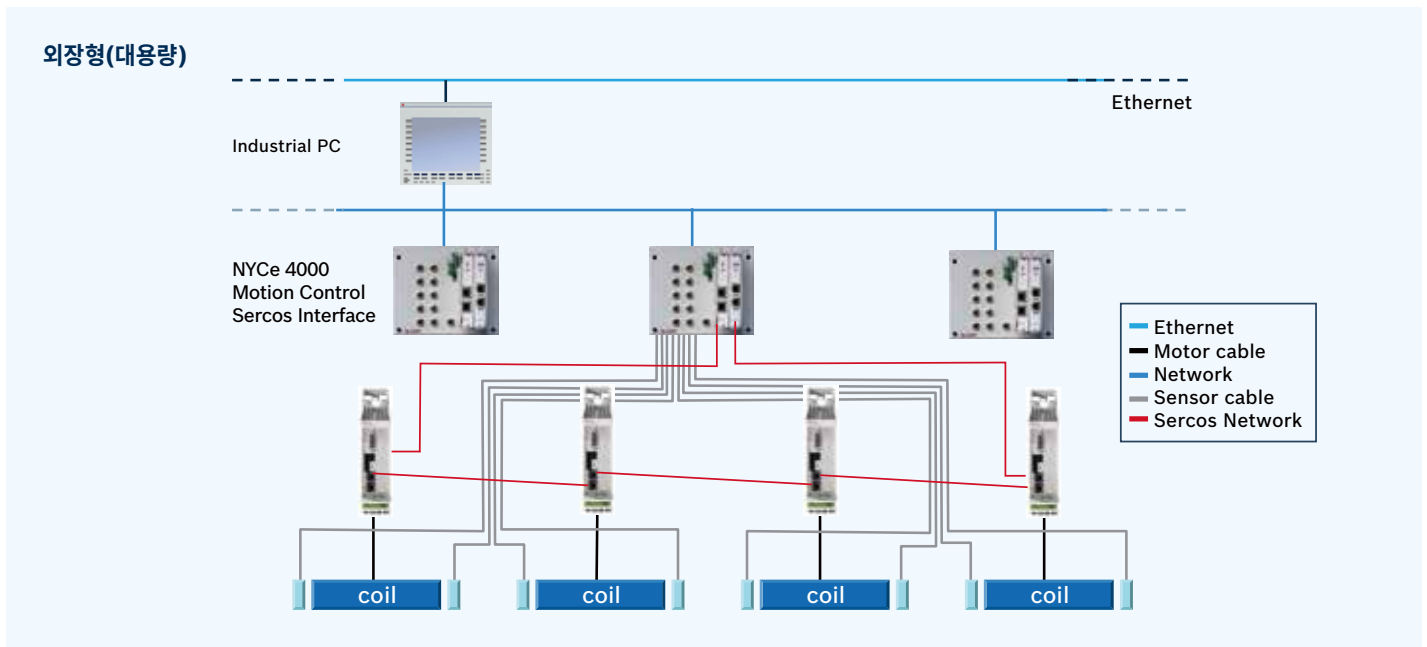 외장형(대용량)
Ethernet
Industrial PC
NYCe 4000
Motion Control
Sercos Interface
Ethernet
Motor cable
Network
Sensor cable
Sercos Network
coil
coil
coil
coil